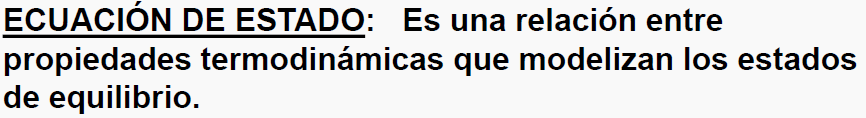 ECUACIÓN DE ESTADO: Es una relación entre
propiedades termodinámicas que modelizan los estados
de equilibrio.